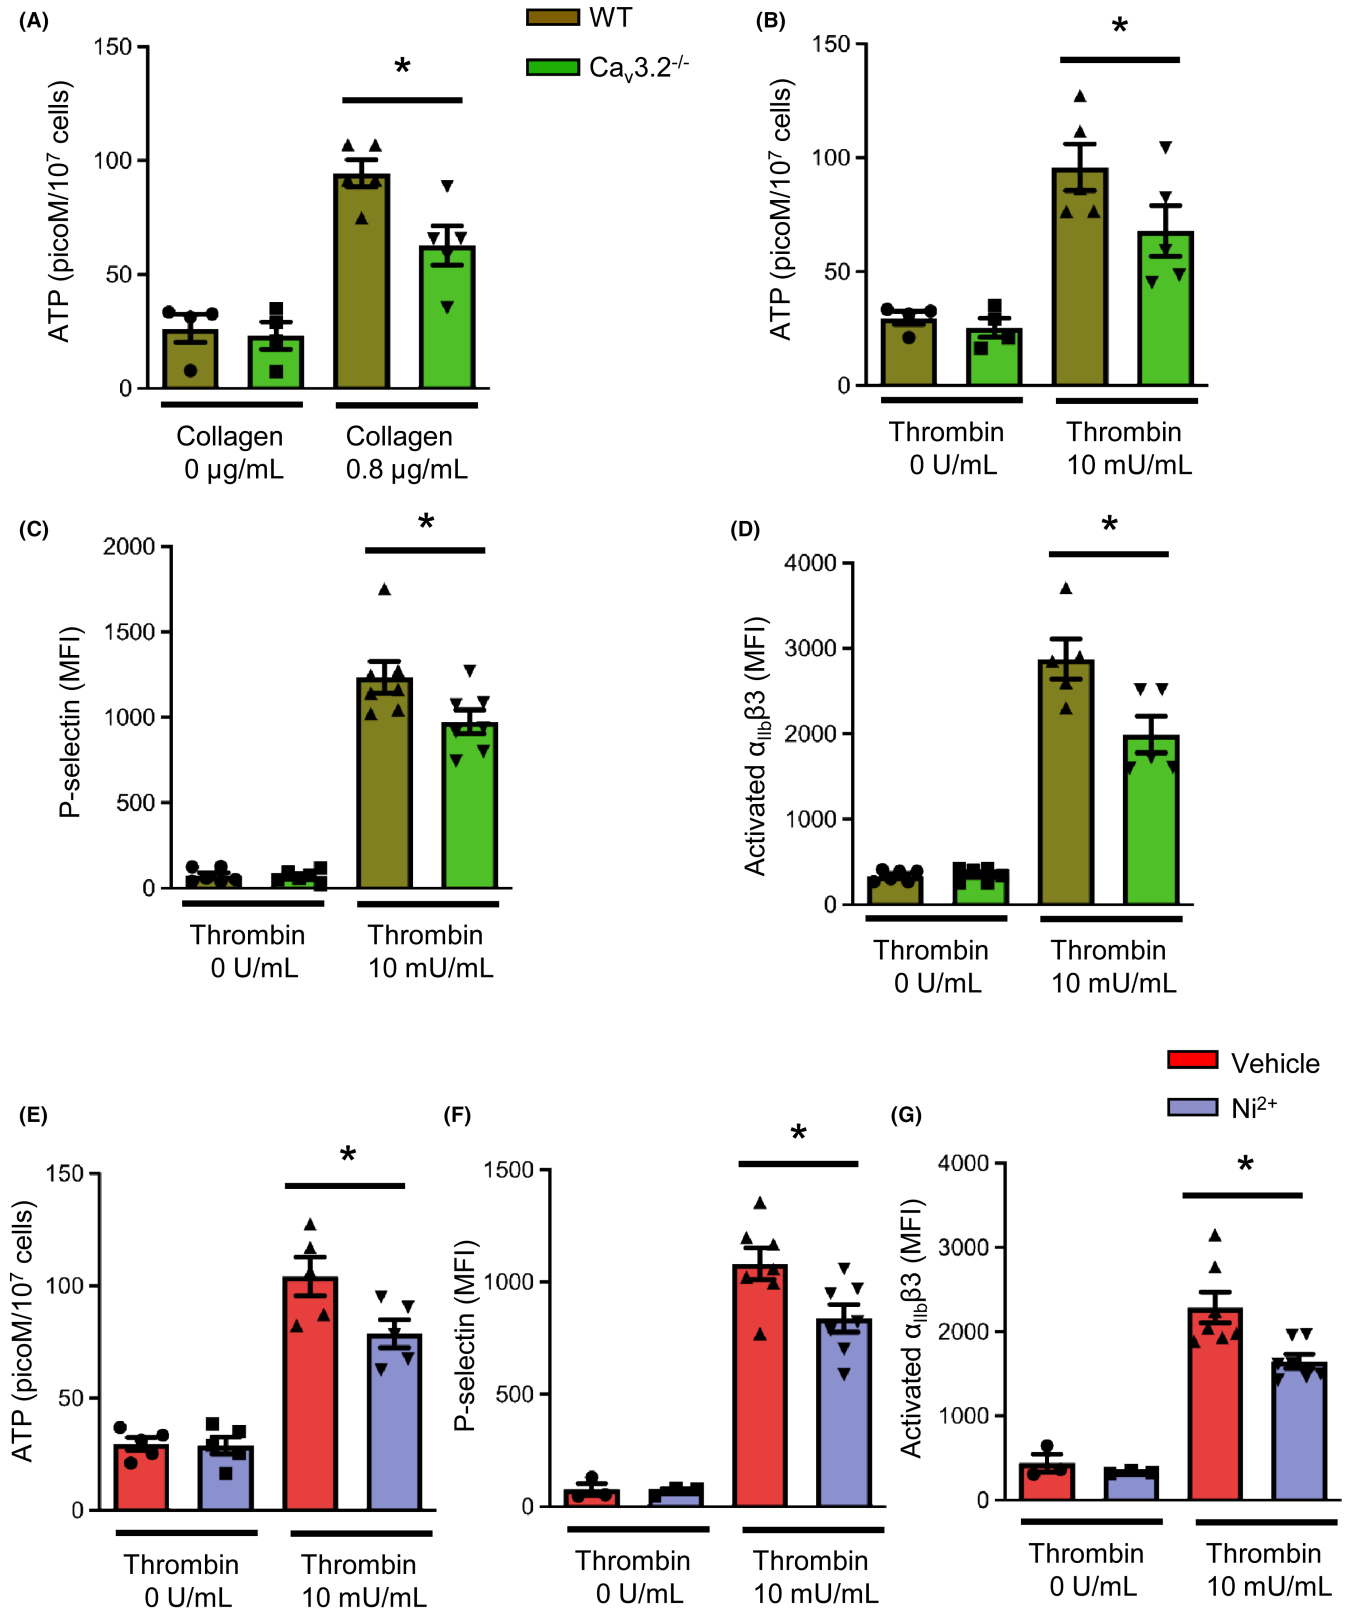 (A)
WT
Cav3.2-/-
*
150
100
50
0
ATP (picoM/10⁷ cells)
Collagen
0 µg/mL
Collagen
0.8 µg/mL
(B)
*
150
100
50
0
ATP (picoM/10⁷ cells)
Thrombin
0 U/mL
Thrombin
10 mU/mL
(C)
*
2000
1500
1000
500
0
P-selectin (MFI)
Thrombin
0 U/mL
Thrombin
10 mU/mL
(D)
*
4000
3000
2000
1000
0
Activated αIIbβ3 (MFI)
Thrombin
0 U/mL
Thrombin
10 mU/mL
Vehicle
Ni²⁺
(E)
*
150
100
50
0
ATP (picoM/10⁷ cells)
Thrombin
0 U/mL
Thrombin
10 mU/mL
(F)
*
1500
1000
500
0
P-selectin (MFI)
Thrombin
0 U/mL
Thrombin
10 mU/mL
(G)
*
4000
3000
2000
1000
0
Activated αIIbβ3 (MFI)
Thrombin
0 U/mL
Thrombin
10 mU/mL